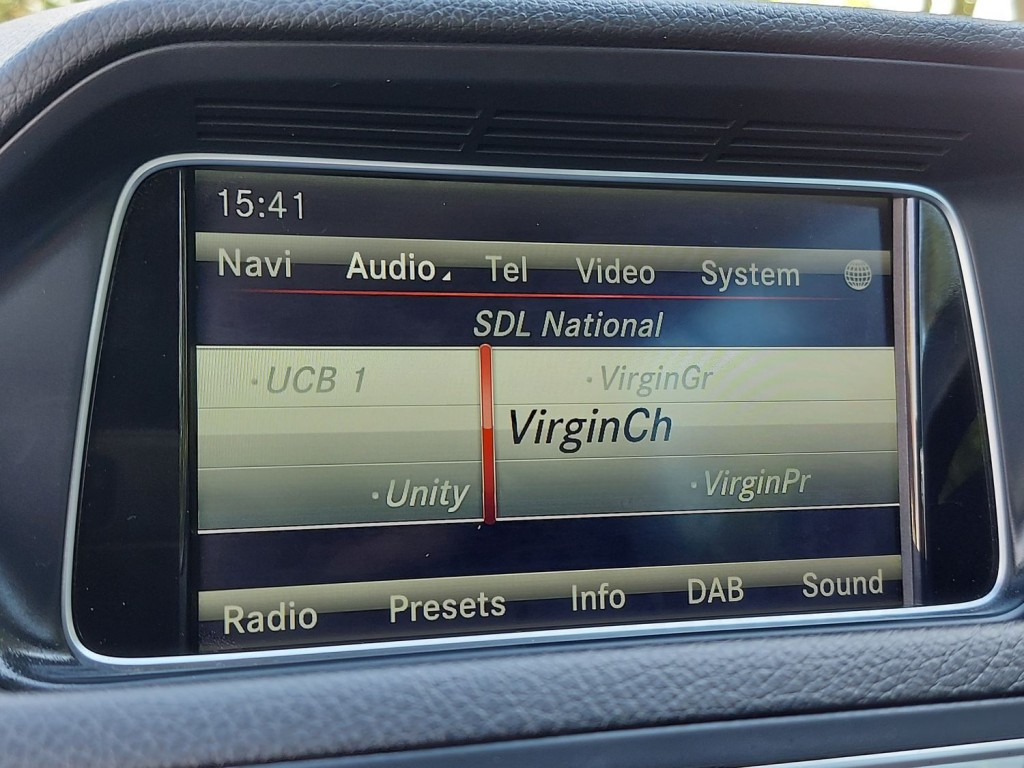 15:41
Navi Audio Tel Video System
SDL National
·UCB 1 ·VirginGr
VirginCh
·Unity ·VirginPr
Radio Presets Info DAB Sound